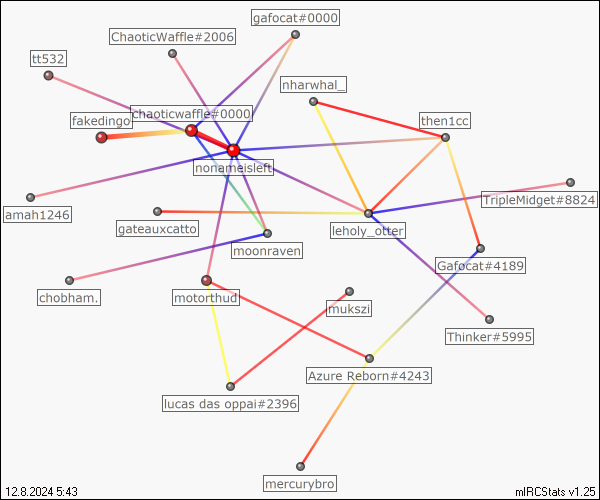 gafocat#0000
ChaoticWaffle#2006
tt532
nharwhal_
chaoticwaffle#0000
fakedingo
then1cc
nonameisleft
TripleMidget#8824
amah1246
gateauxcatto
leholy_otter
moonraven
Gafocat#4189
chobham.
motorthud
mukszi
Thinker#5995
Azure Reborn#4243
lucas das oppai#2396
mercurybro
12.8.2024 5:43
mIRCStats v1.25